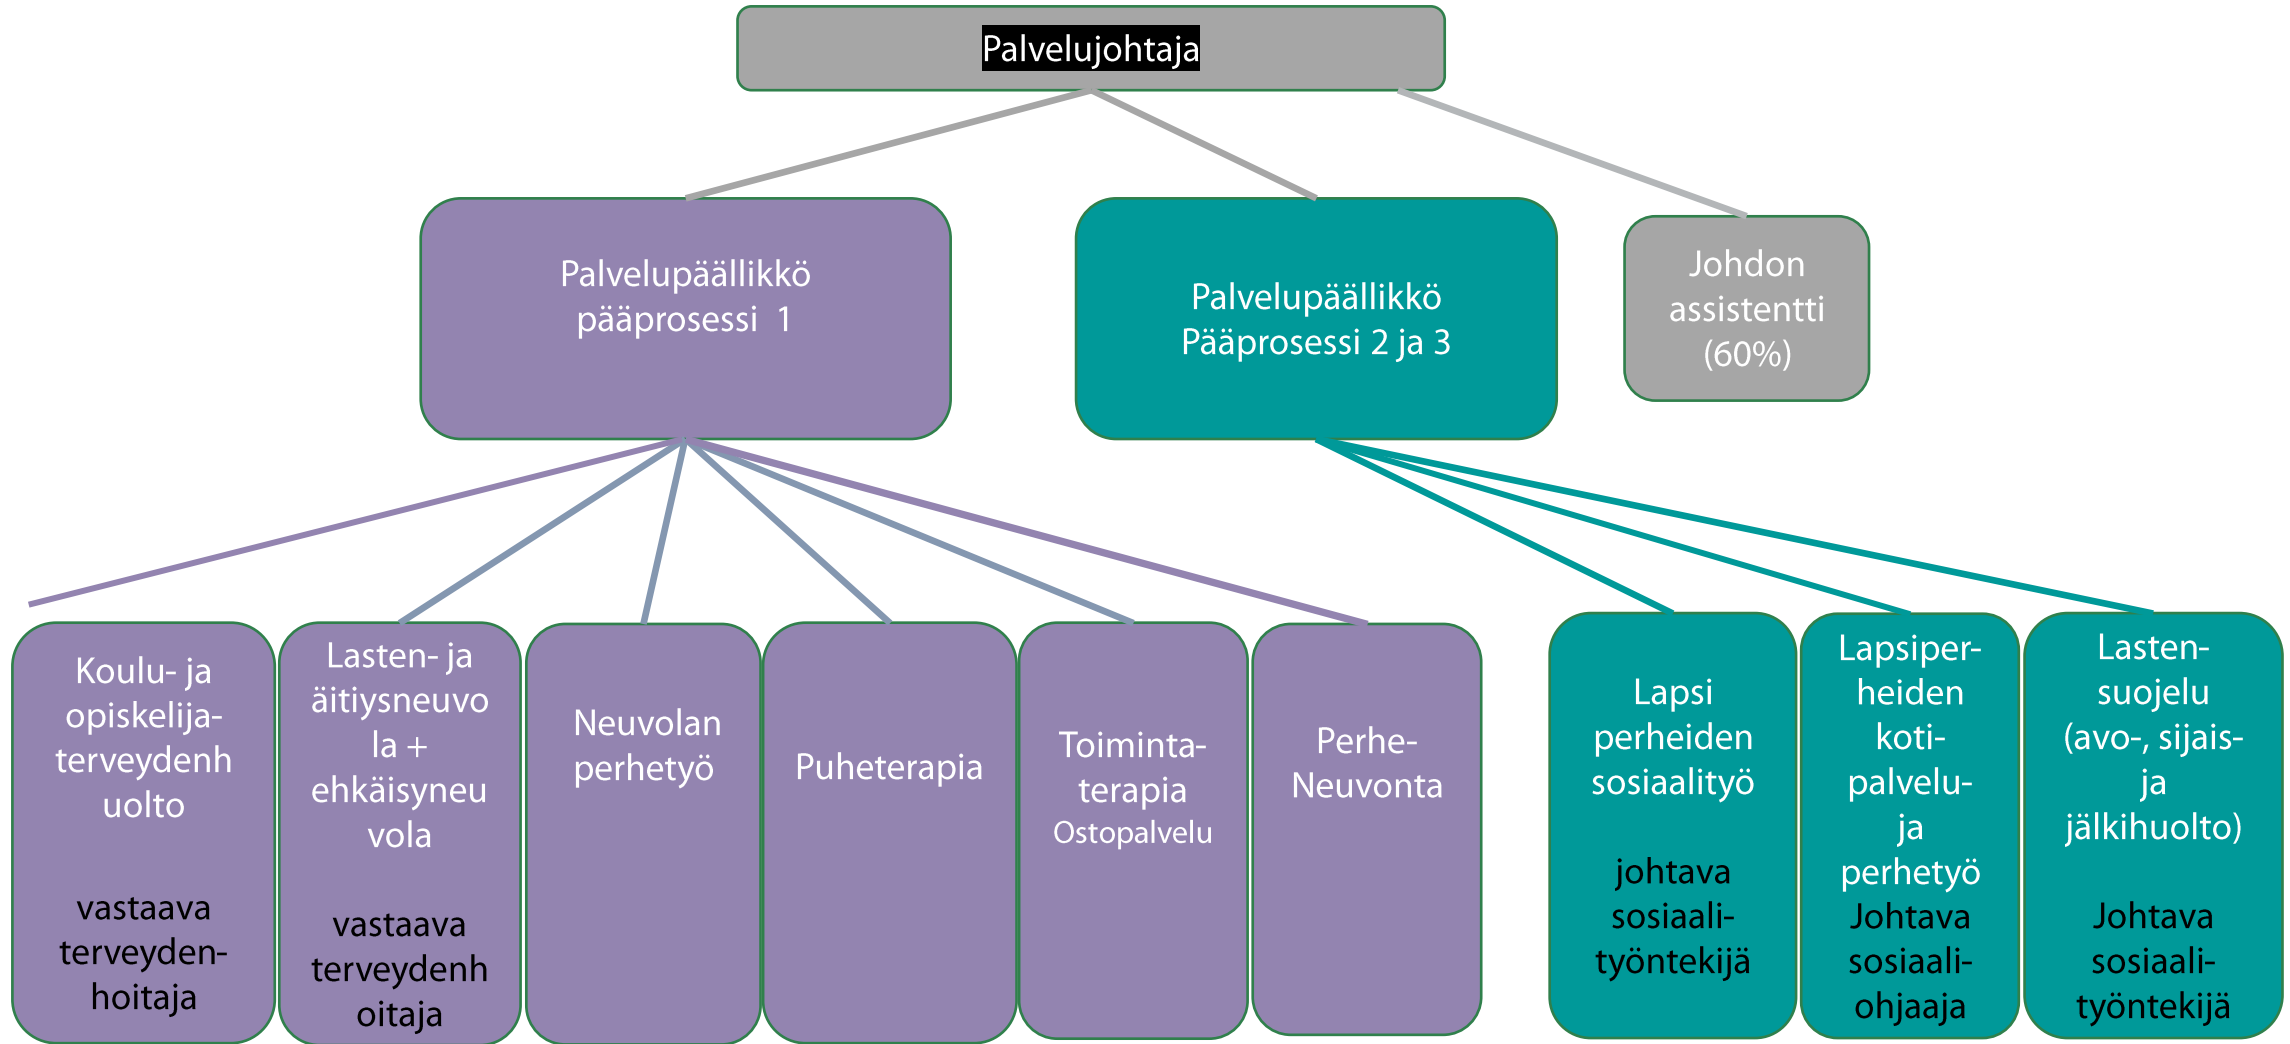 Palvelujohtaja
Palvelupäällikkö
pääprosessi 1
Palvelupäällikkö
Pääprosessi 2 ja 3
Johdon
assistentti
(60%)
Koulu- ja
opiskelija-
terveydenh
uolto
vastaava
terveyden-
hoitaja
Lasten- ja
äitiysneuvo
la +
ehkäisyneu
vola
vastaava
terveydenh
oitaja
Neuvolan
perhetyö
Puheterapia
Toiminta-
terapia
Ostopalvelu
Perhe-
Neuvonta
Lapsi
perheiden
sosiaalityö
johtava
sosiaali-
työntekijä
Lapsiper-
heiden
koti-
palvelu-
ja
perhetyö
Johtava
sosiaali-
ohjaaja
Lasten-
suojelu
(avo-, sijais-
ja
jälkihuolto)
Johtava
sosiaali-
työntekijä